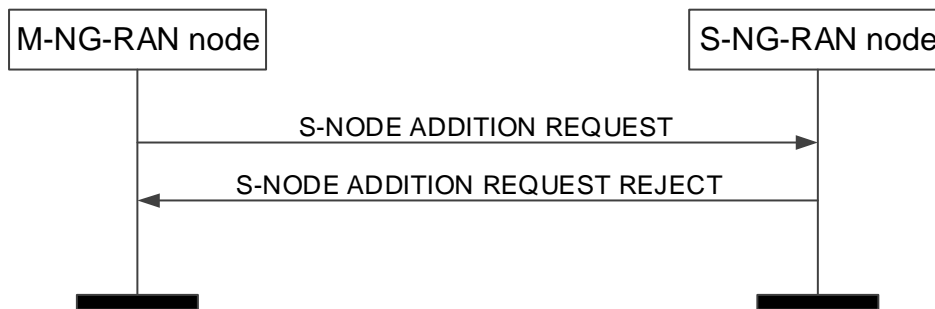 M-NG-RAN node
S-NG-RAN node
S-NODE ADDITION REQUEST
S-NODE ADDITION REQUEST REJECT